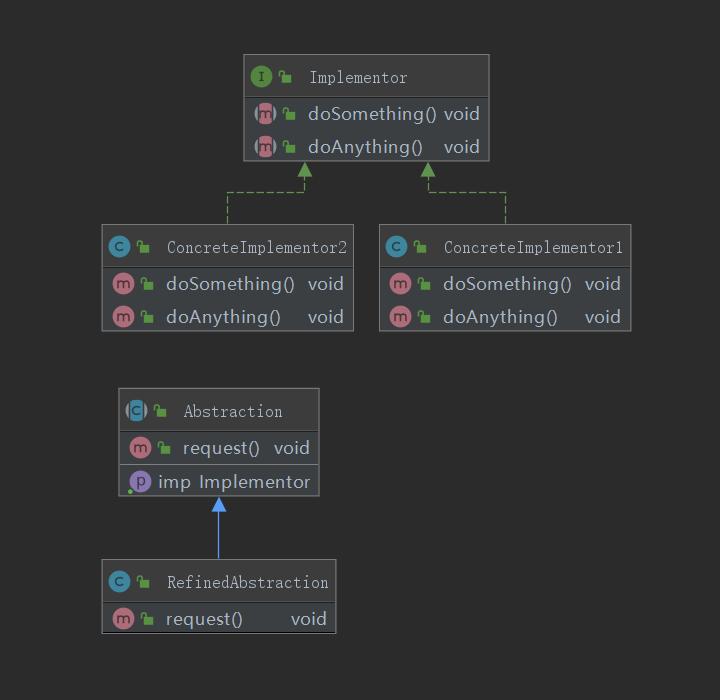 I Implementor
m doSomething() void
m doAnything() void
C ConcreteImplementor2
m doSomething() void
m doAnything() void
C ConcreteImplementor1
m doSomething() void
m doAnything() void
C Abstraction
m request() void
p imp Implementor
C RefinedAbstraction
m request() void